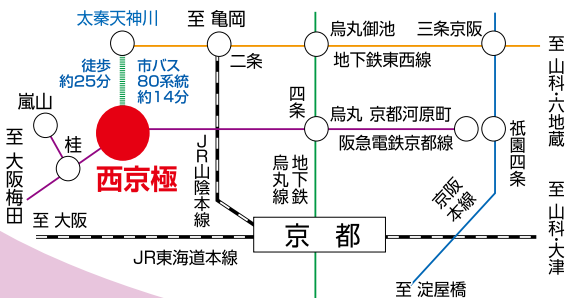 太秦天神川
至 亀岡
烏丸御池
三条京阪
二条
地下鉄東西線
至 山科・六地蔵
徒歩
約25分
市バス
80系統
約14分
嵐山
四条
烏丸
京都河原町
桂
阪急電鉄京都線
祇園四条
至 大阪梅田
西京極
JR山陰本線
地下鉄
烏丸線
至 大阪
京阪
本線
至 山科・大津
京都
JR東海道本線
至 淀屋橋